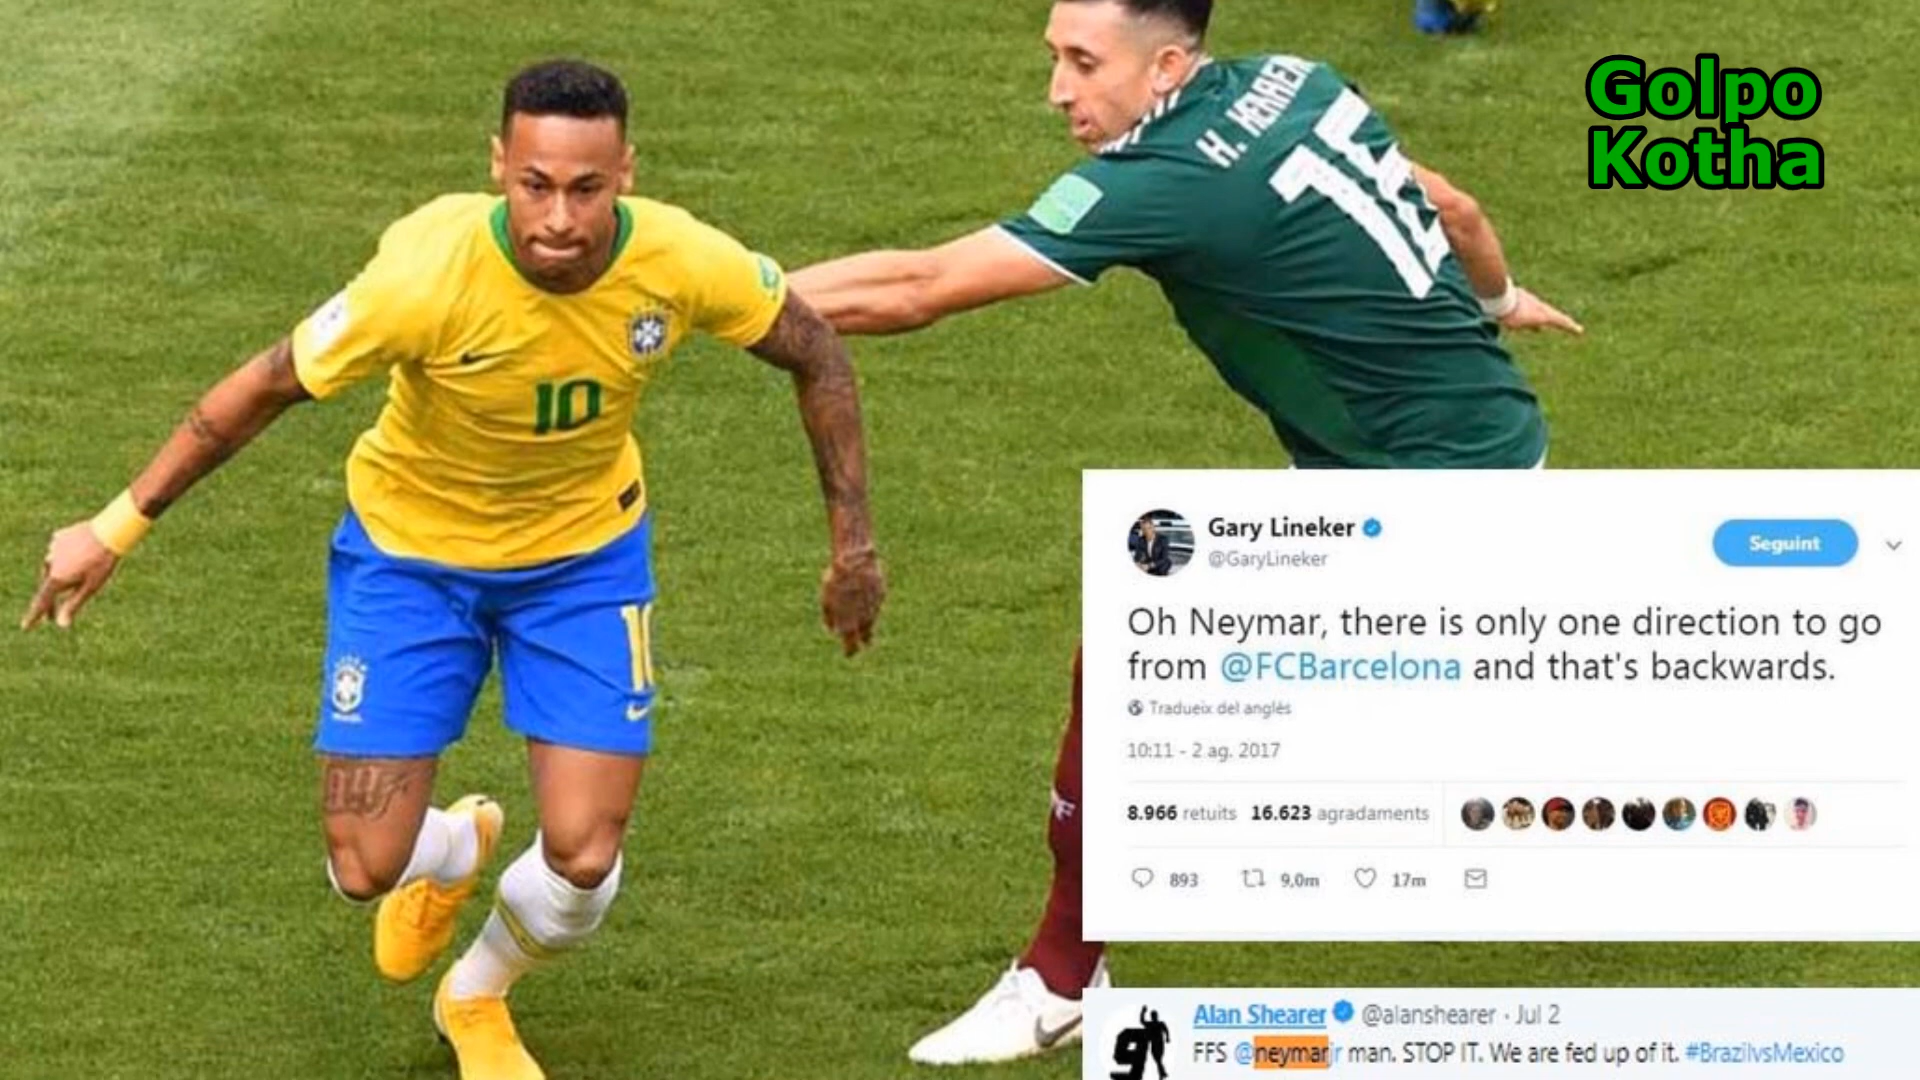 Golpo
Kotha
H. HERRERA
16
10
10
BRASIL
Gary Lineker
@GaryLineker
Seguint
Oh Neymar, there is only one direction to go
from @FCBarcelona and that's backwards.
Tradueix del anglès
10:11 - 2 ag. 2017
8.966 retuits 16.623 agradaments
893 9,0m 17m
Alan Shearer @alanshearer · Jul 2
FFS @neymarjr man. STOP IT. We are fed up of it. #BrazilvsMexico